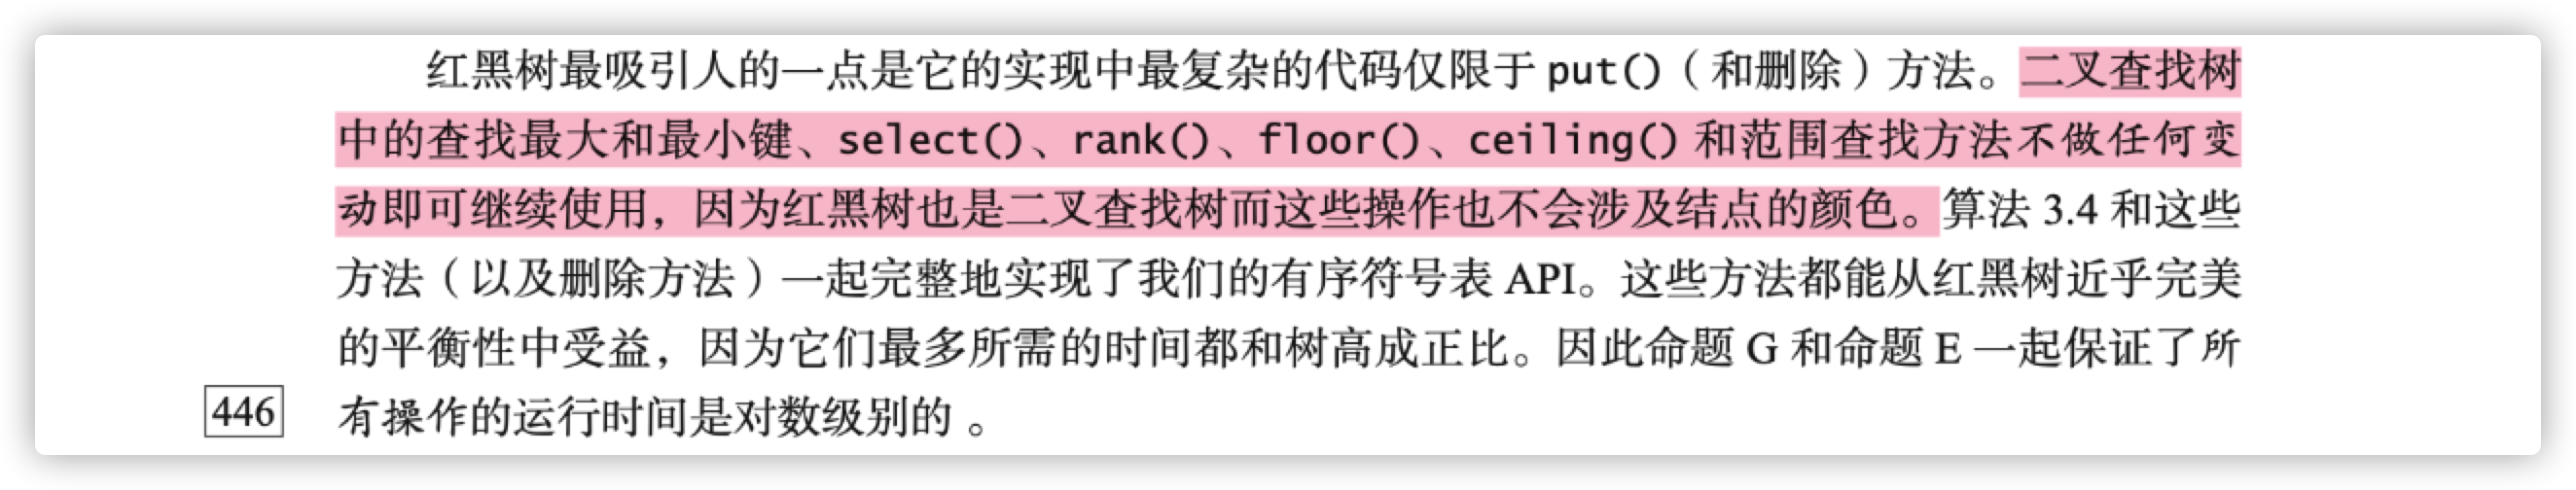 红黑树最吸引人的一点是它的实现中最复杂的代码仅限于 put()（和删除）方法。二叉查找树
中的查找最大和最小键、select()、rank()、floor()、ceiling() 和范围查找方法不做任何变
动即可继续使用，因为红黑树也是二叉查找树而这些操作也不会涉及结点的颜色。算法 3.4 和这些
方法（以及删除方法）一起完整地实现了我们的有序符号表 API。这些方法都能从红黑树近乎完美
的平衡性中受益，因为它们最多所需的时间都和树高成正比。因此命题 G 和命题 E 一起保证了所
446 有操作的运行时间是对数级别的 。